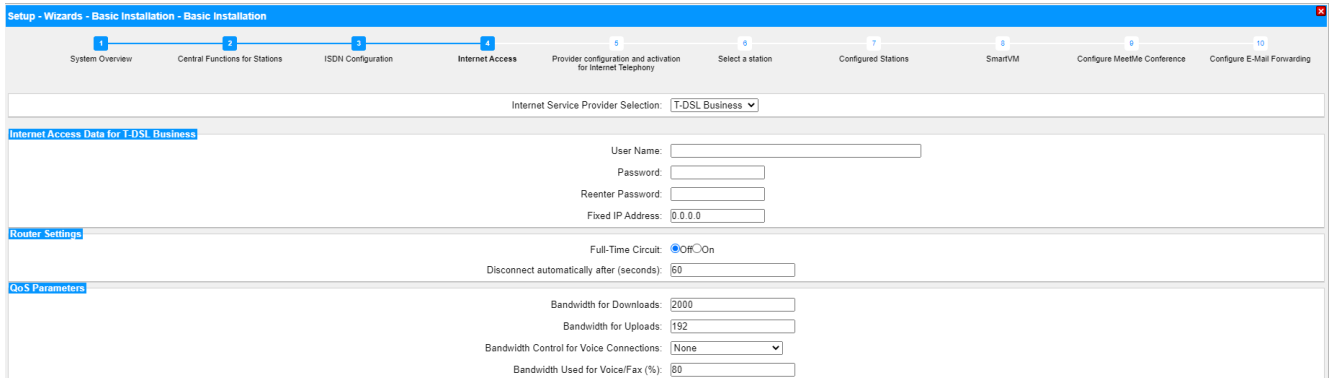 Setup - Wizards - Basic Installation - Basic Installation
1 2 3 4 5 6 7 8 9 10
System Overview Central Functions for Stations ISDN Configuration Internet Access Provider configuration and activation for Internet Telephony Select a station Configured Stations SmartVM Configure MeetMe Conference Configure E-Mail Forwarding
Internet Service Provider Selection: T-DSL Business
Internet Access Data for T-DSL Business
User Name:
Password:
Reenter Password:
Fixed IP Address: 0.0.0.0
Router Settings
Full-Time Circuit: Off On
Disconnect automatically after (seconds): 60
QoS Parameters
Bandwidth for Downloads: 2000
Bandwidth for Uploads: 192
Bandwidth Control for Voice Connections: None
Bandwidth Used for Voice/Fax (%): 80